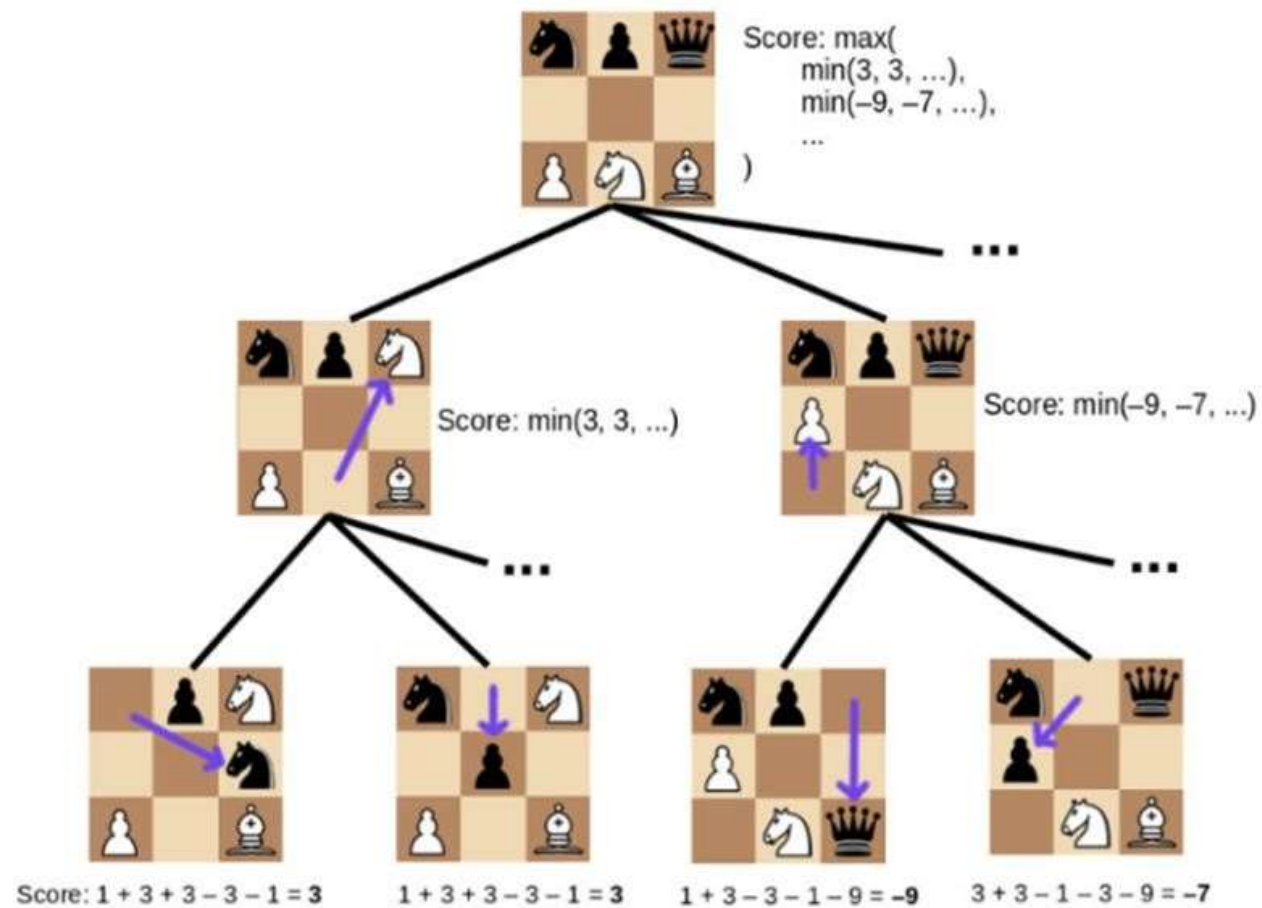 Score: max(
min(3, 3, ...),
min(–9, –7, ...),
...
)
...
Score: min(3, 3, ...)
Score: min(–9, –7, ...)
...
...
Score: 1 + 3 + 3 – 3 – 1 = 3
1 + 3 + 3 – 3 – 1 = 3
1 + 3 – 3 – 1 – 9 = –9
3 + 3 – 1 – 3 – 9 = –7